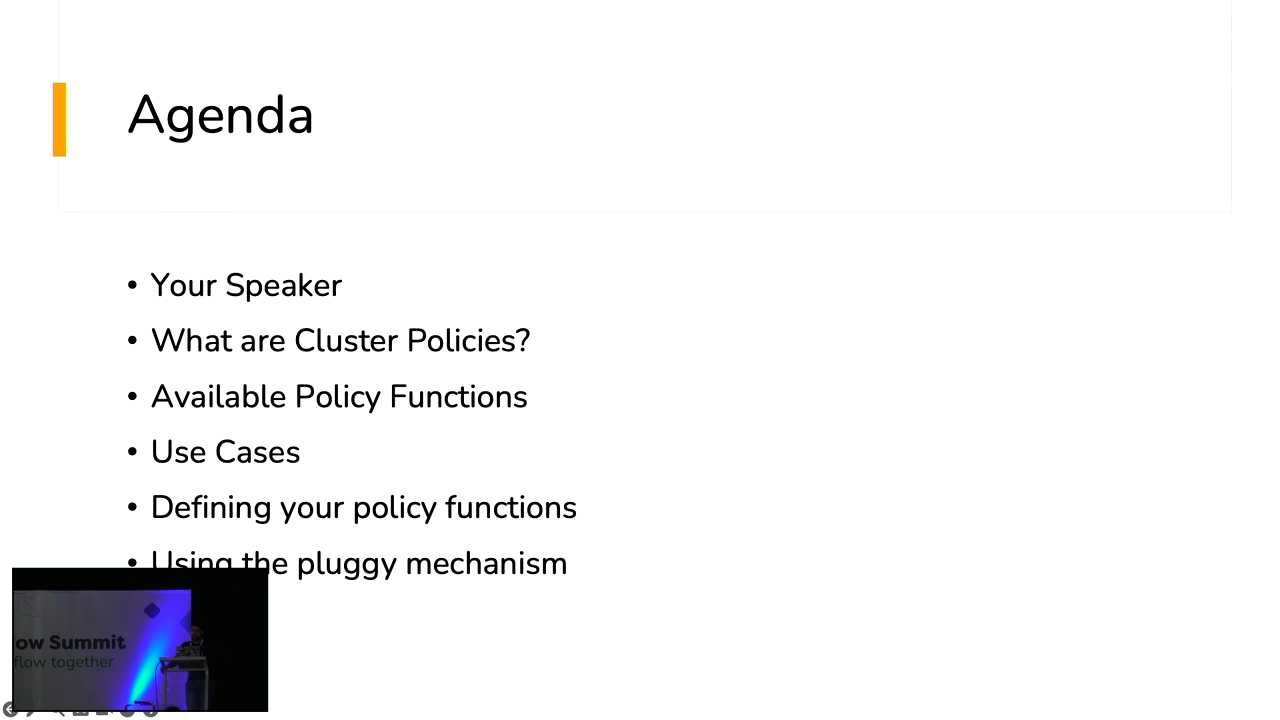 Agenda
• Your Speaker
• What are Cluster Policies?
• Available Policy Functions
• Use Cases
• Defining your policy functions
• Using the pluggy mechanism
ow Summit
flow together